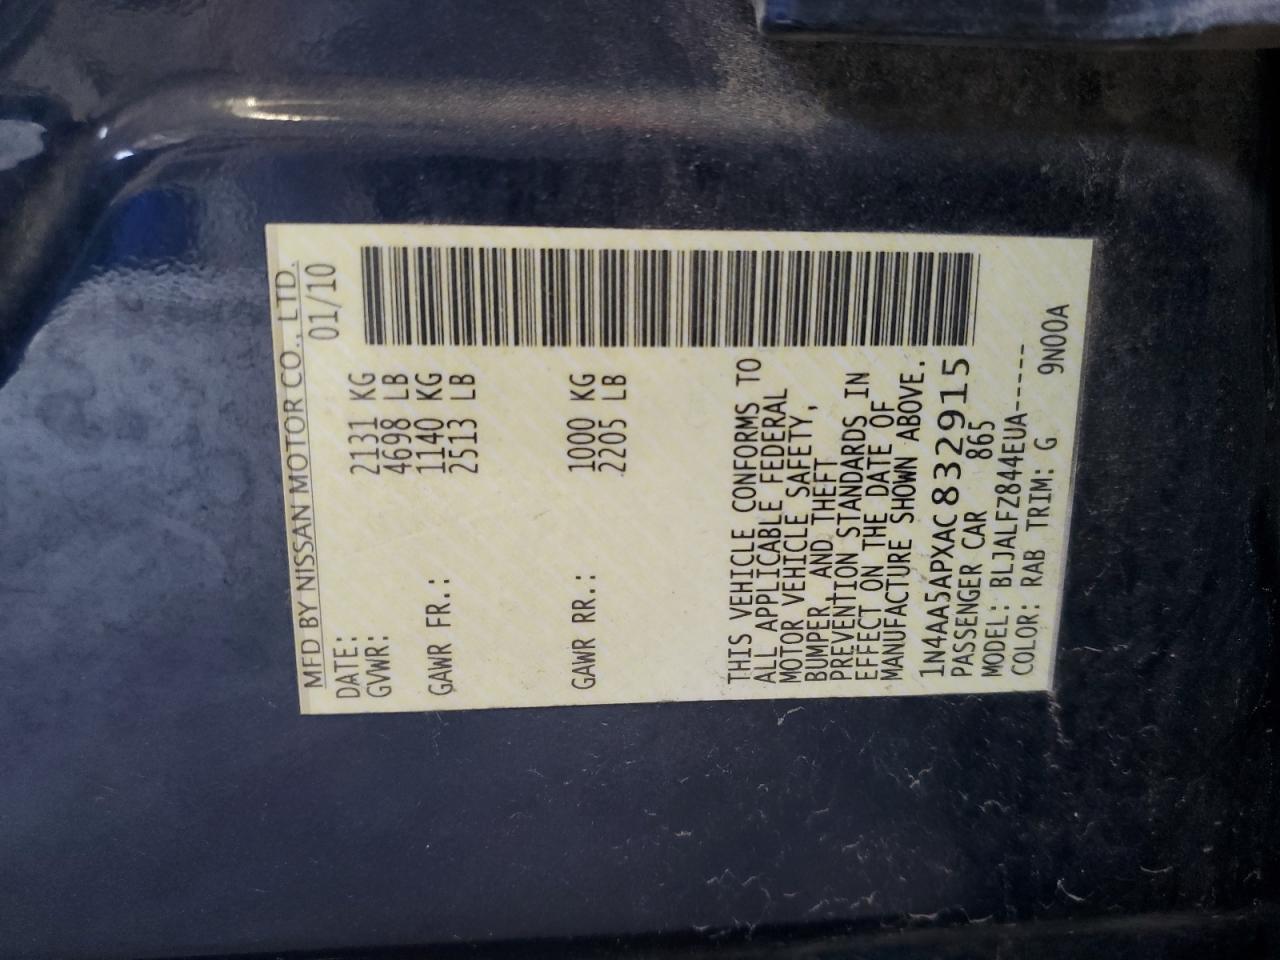 MFD BY NISSAN MOTOR CO., LTD.
DATE: 01/10
GVWR: 2131 KG
4698 LB
GAWR FR.: 1140 KG
2513 LB
GAWR RR.: 1000 KG
2205 LB
THIS VEHICLE CONFORMS TO
ALL APPLICABLE FEDERAL
MOTOR VEHICLE SAFETY,
BUMPER, AND THEFT
PREVENTION STANDARDS IN
EFFECT ON THE DATE OF
MANUFACTURE SHOWN ABOVE.
1N4AA5APXAC832915
PASSENGER CAR 865
MODEL: BLJALFZ844EUA-----
COLOR: RAB TRIM: G 9N00A